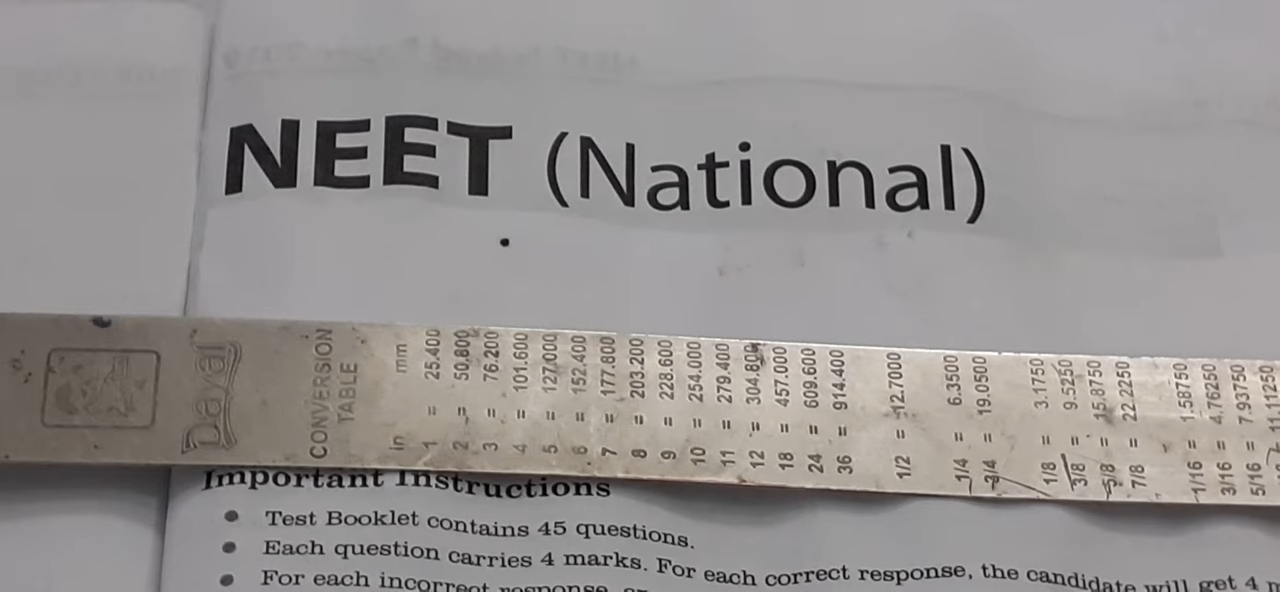 NEET (National)
Dayal
CONVERSION
TABLE
in mm
1 = 25.400
2 = 50.800
3 = 76.200
4 = 101.600
5 = 127.000
6 = 152.400
7 = 177.800
8 = 203.200
9 = 228.600
10 = 254.000
11 = 279.400
12 = 304.800
18 = 457.000
24 = 609.600
36 = 914.400
1/2 = 12.7000
1/4 = 6.3500
3/4 = 19.0500
1/8 = 3.1750
3/8 = 9.5250
5/8 = 15.8750
7/8 = 22.2250
1/16 = 1.58750
3/16 = 4.76250
5/16 = 7.93750
11.11250
Important Instructions
• Test Booklet contains 45 questions.
• Each question carries 4 marks. For each correct response, the candidate will get 4
• For each incorrect response,